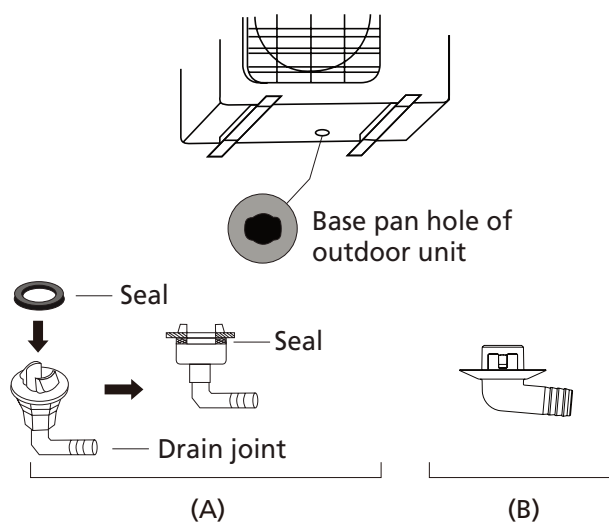 Base pan hole of
outdoor unit
Seal
Seal
Drain joint
(A)
(B)